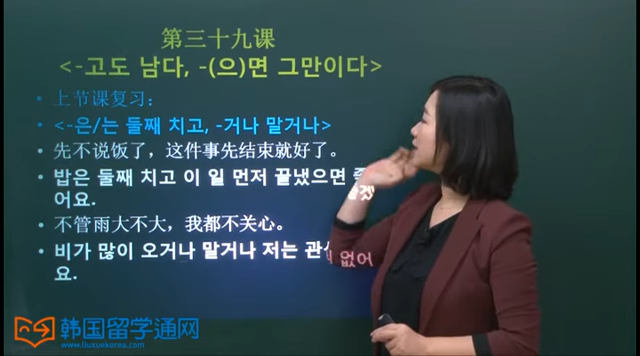 第三十九课
<-고도 남다, -(으)면 그만이다>
• 上节课复习：
• <-은/는 둘째 치고, -거나 말거나>
• 先不说饭了，这件事先结束就好了。
• 밥은 둘째 치고 이 일 먼저 끝냈으면
어요.
• 不管雨大不大，我都不关心。
• 비가 많이 오거나 말거나 저는 없어
요.
韩国留学通网
www.liuxuekorea.com